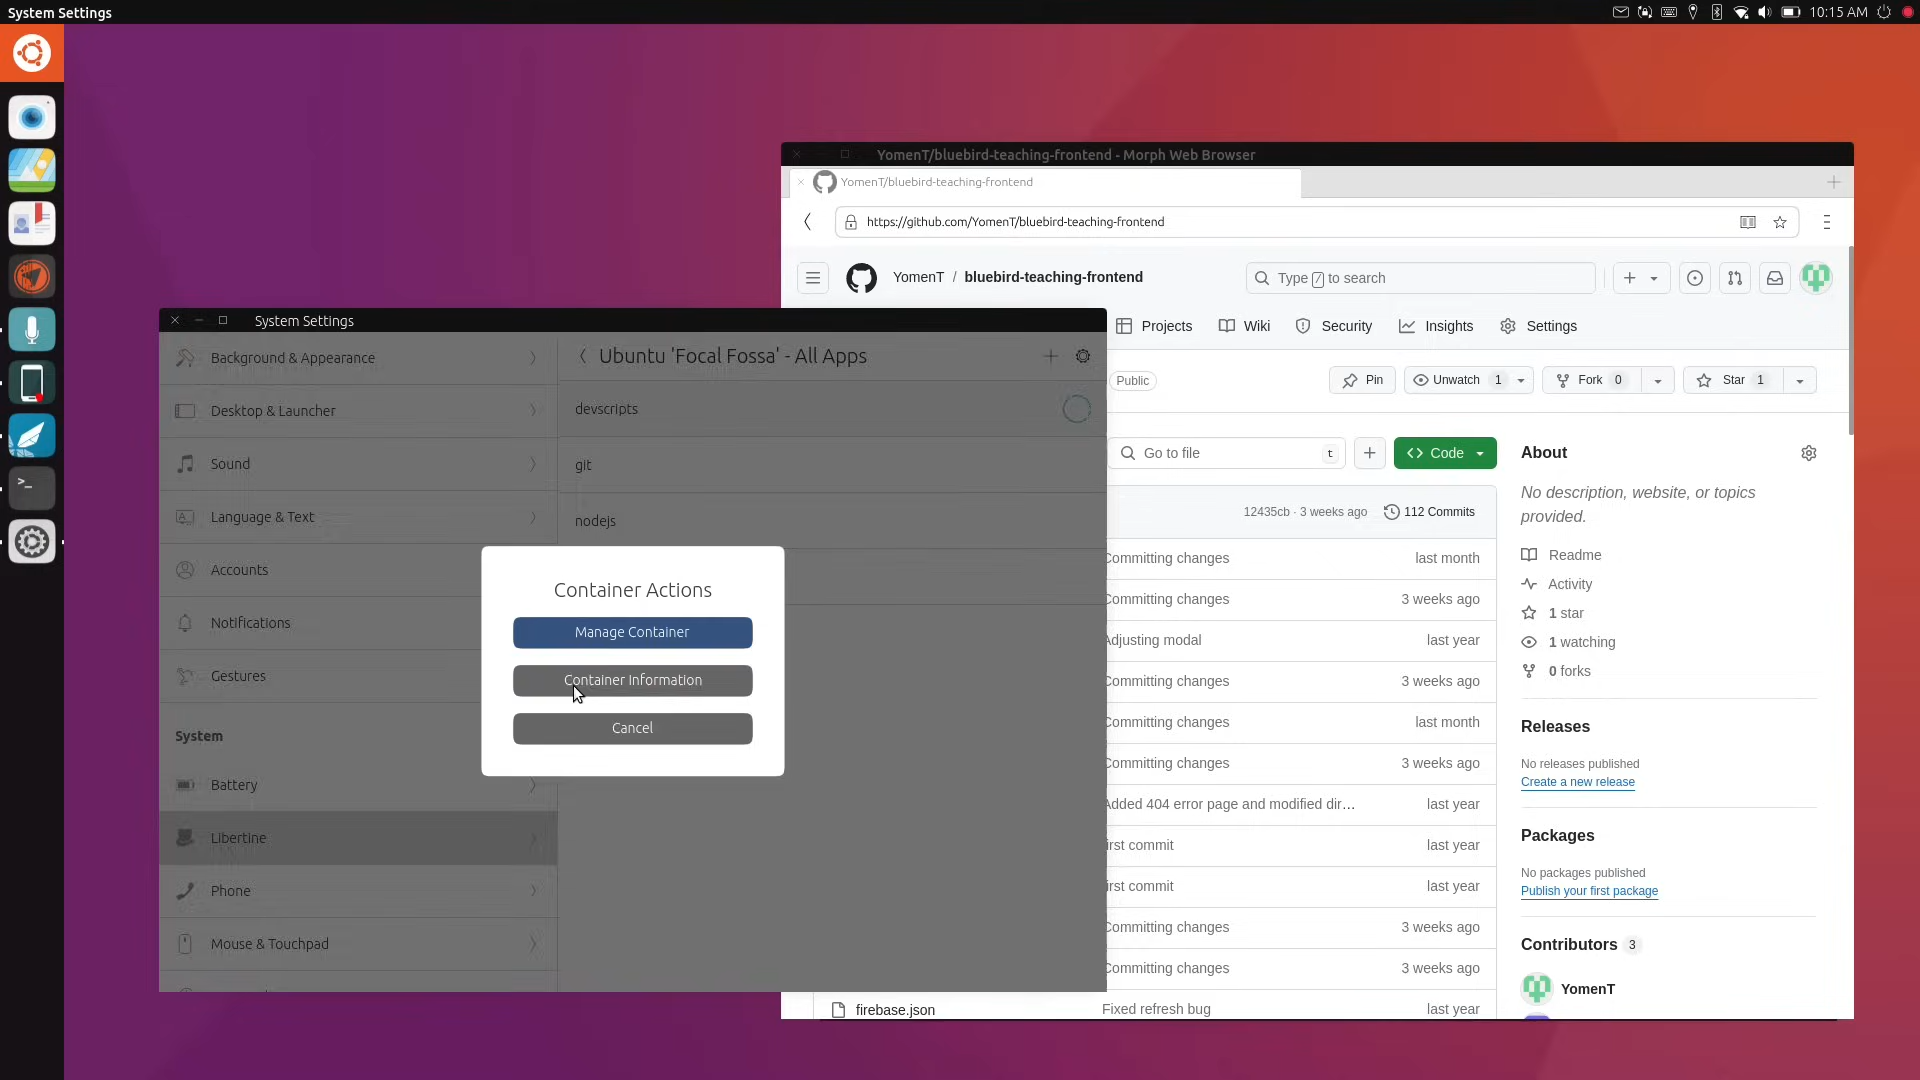 System Settings
10:15 AM
YomenT/bluebird-teaching-frontend - Morph Web Browser
YomenT/bluebird-teaching-frontend
https://github.com/YomenT/bluebird-teaching-frontend
YomenT / bluebird-teaching-frontend
Type / to search
Projects
Wiki
Security
Insights
Settings
Public
Pin
Unwatch 1
Fork 0
Star 1
Go to file
t
Code
12435cb · 3 weeks ago
112 Commits
Committing changes last month
Committing changes 3 weeks ago
Adjusting modal last year
Committing changes 3 weeks ago
Committing changes last month
Committing changes 3 weeks ago
Added 404 error page and modified dir… last year
irst commit last year
irst commit last year
Committing changes 3 weeks ago
Committing changes 3 weeks ago
firebase.json Fixed refresh bug last year
About
No description, website, or topics
provided.
Readme
Activity
1 star
1 watching
0 forks
Releases
No releases published
Create a new release
Packages
No packages published
Publish your first package
Contributors 3
YomenT
System Settings
Background & Appearance
Desktop & Launcher
Sound
Language & Text
Accounts
Notifications
Gestures
System
Battery
Libertine
Phone
Mouse & Touchpad
Ubuntu 'Focal Fossa' - All Apps
devscripts
git
nodejs
Container Actions
Manage Container
Container Information
Cancel